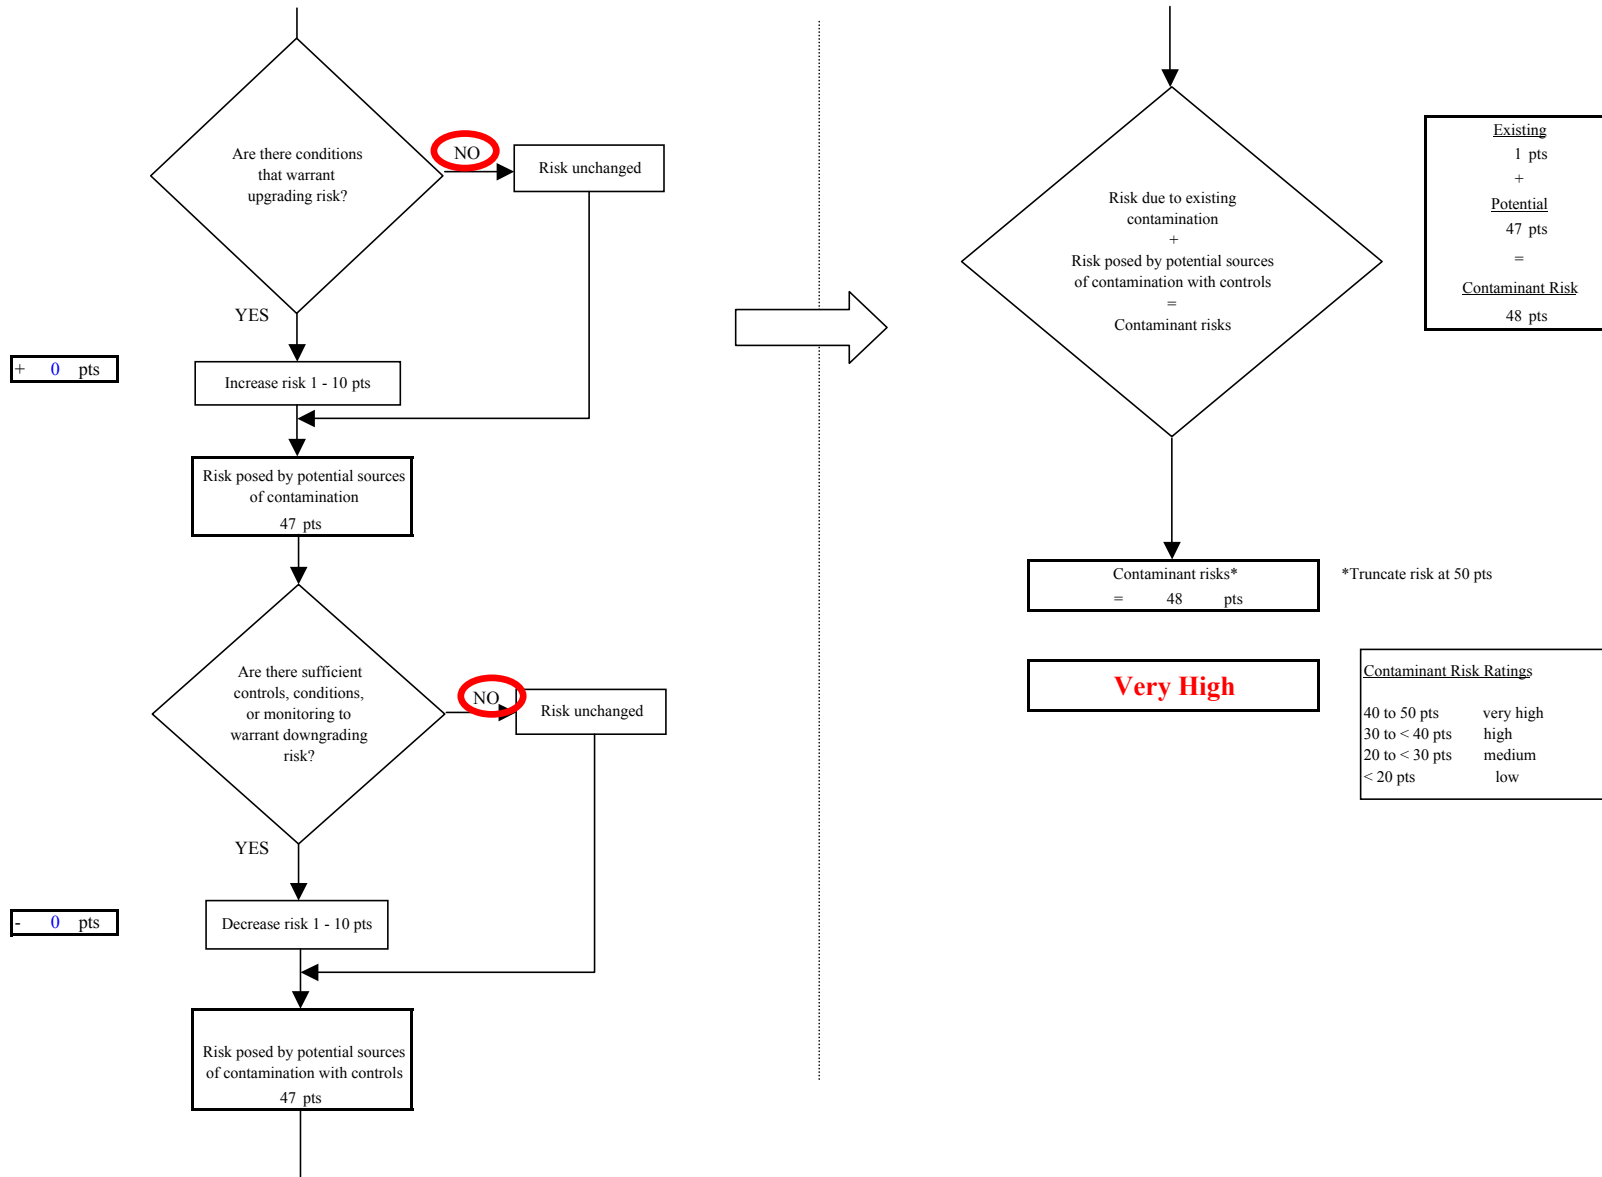 Are there conditions
that warrant
upgrading risk?
NO
Risk unchanged
YES
+ 0 pts
Increase risk 1 - 10 pts
Risk posed by potential sources
of contamination
47 pts
Are there sufficient
controls, conditions,
or monitoring to
warrant downgrading
risk?
NO
Risk unchanged
YES
- 0 pts
Decrease risk 1 - 10 pts
Risk posed by potential sources
of contamination with controls
47 pts
Risk due to existing
contamination
+
Risk posed by potential sources
of contamination with controls
=
Contaminant risks
Existing
1 pts
+
Potential
47 pts
=
Contaminant Risk
48 pts
Contaminant risks*
= 48 pts
*Truncate risk at 50 pts
Very High
Contaminant Risk Ratings
40 to 50 pts very high
30 to < 40 pts high
20 to < 30 pts medium
< 20 pts low